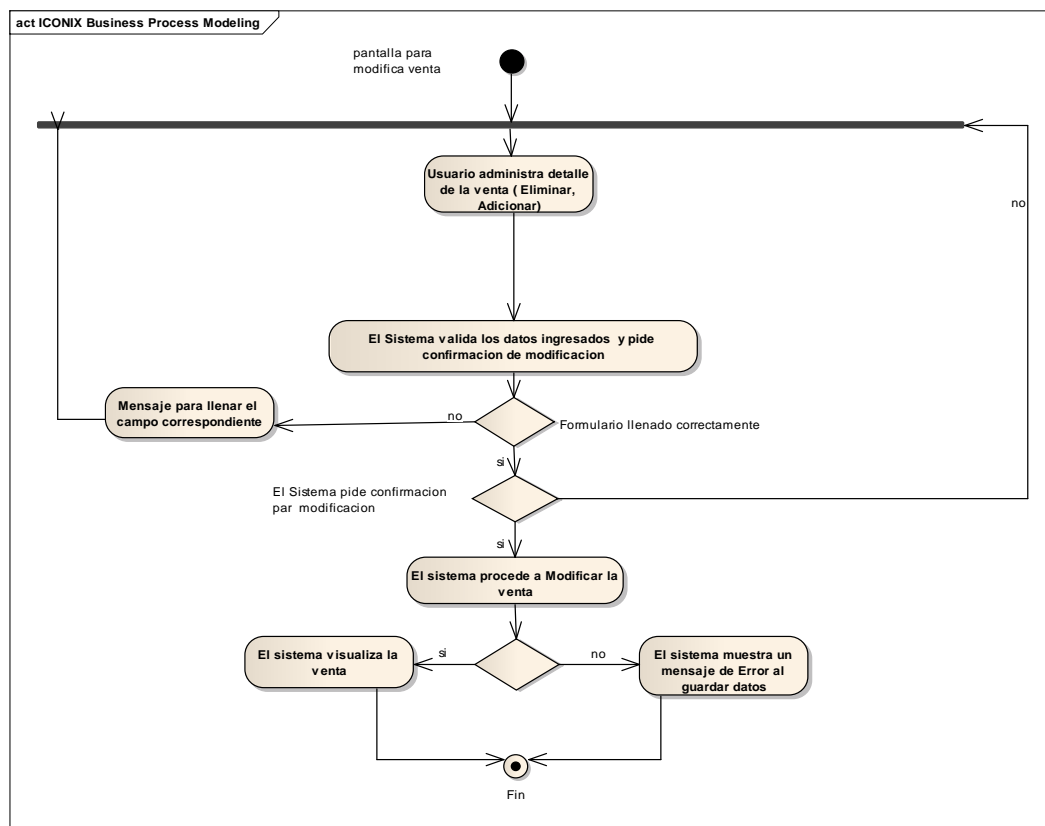 act ICONIX Business Process Modeling
pantalla para
modifica venta
Usuario administra detalle
de la venta ( Eliminar,
Adicionar)
no
El Sistema valida los datos ingresados y pide
confirmacion de modificacion
Mensaje para llenar el
campo correspondiente
no
Formulario llenado correctamente
si
El Sistema pide confirmacion
par modificacion
si
El sistema procede a Modificar la
venta
El sistema visualiza la
venta
si
no
El sistema muestra un
mensaje de Error al
guardar datos
Fin